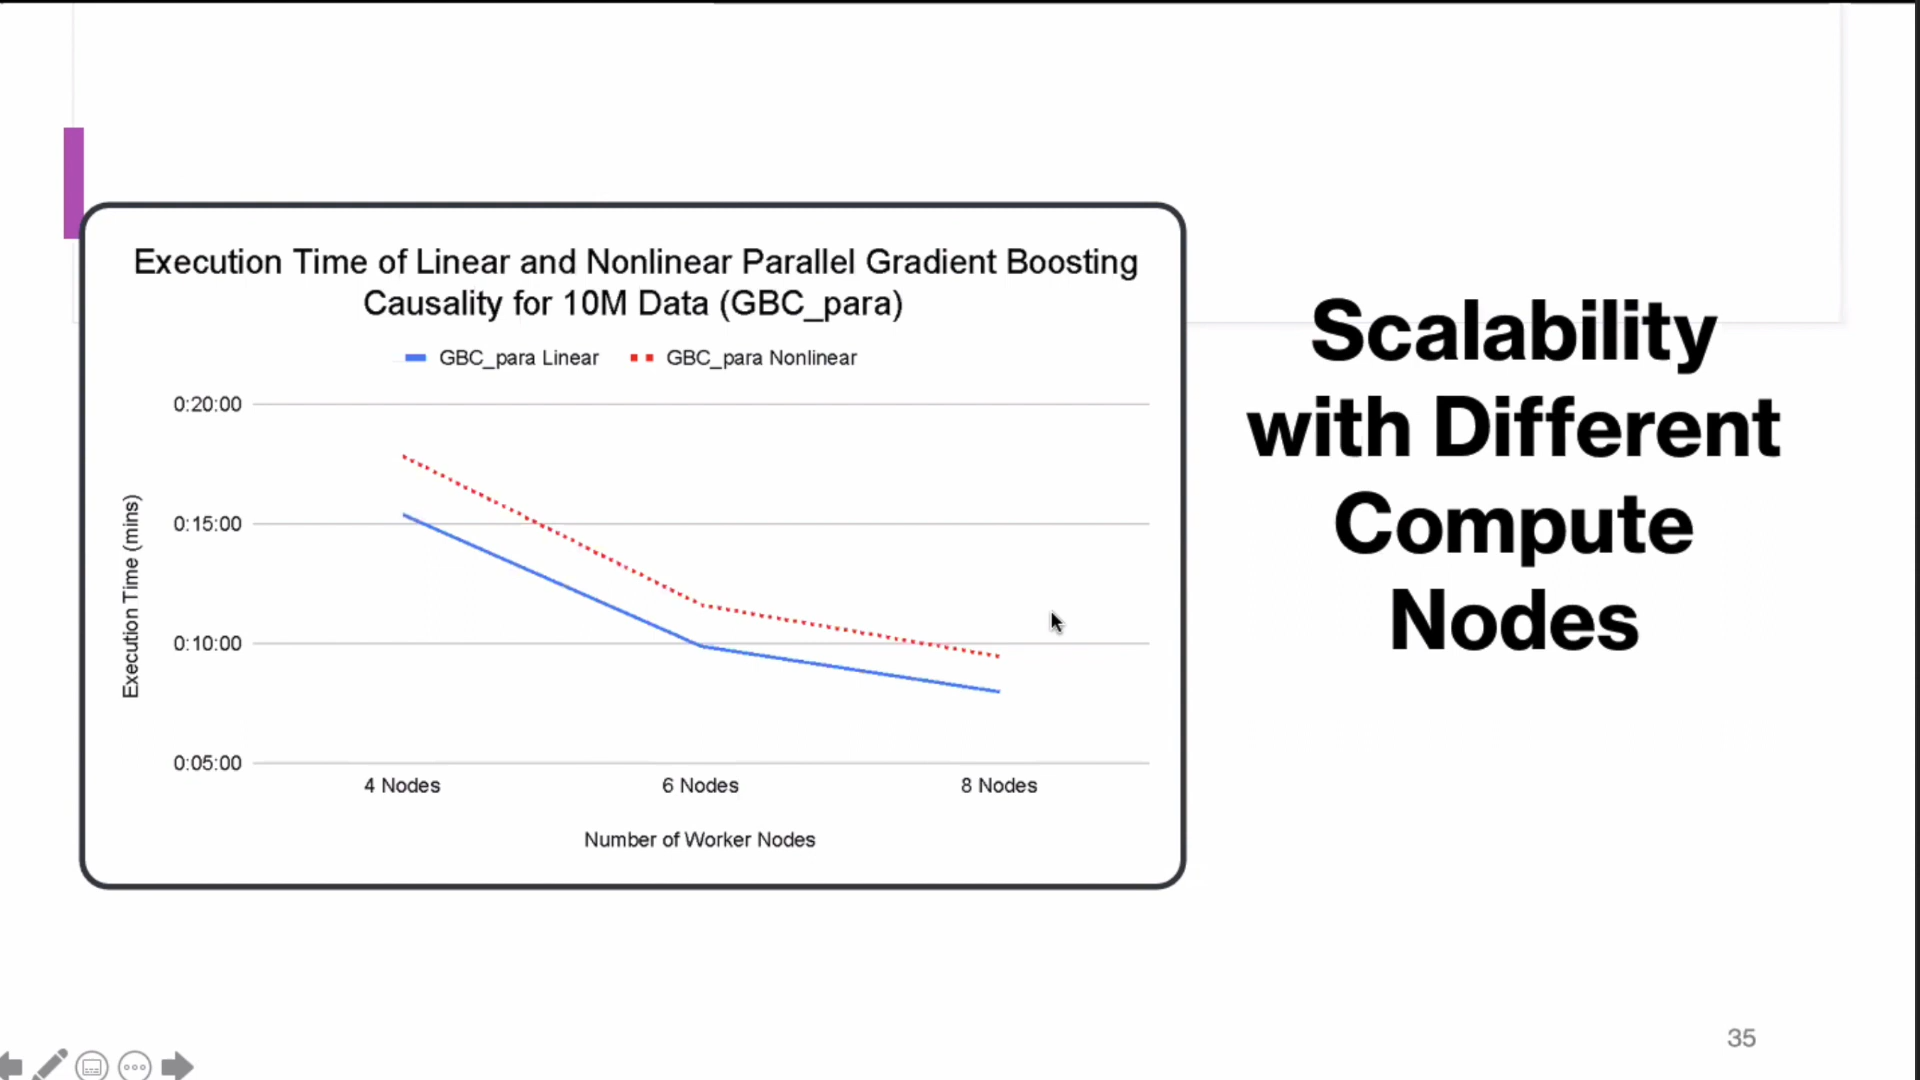 Execution Time of Linear and Nonlinear Parallel Gradient Boosting
Causality for 10M Data (GBC_para)
GBC_para Linear
GBC_para Nonlinear
Execution Time (mins)
0:20:00
0:15:00
0:10:00
0:05:00
4 Nodes
6 Nodes
8 Nodes
Number of Worker Nodes
Scalability
with Different
Compute
Nodes
35